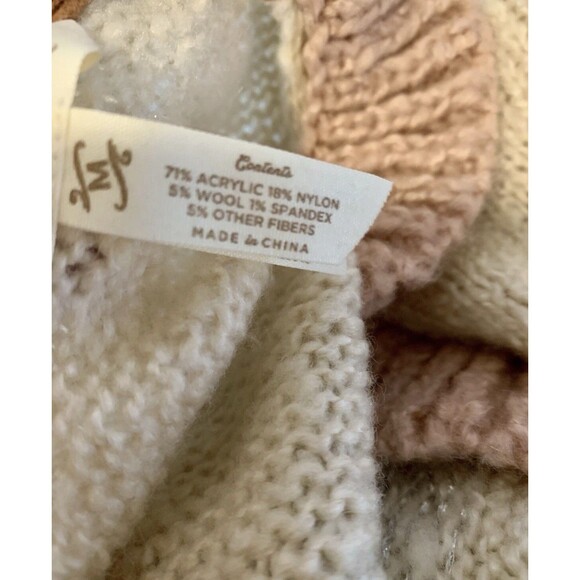 M
Contents
71% ACRYLIC 18% NYLON
5% WOOL 1% SPANDEX
5% OTHER FIBERS
MADE in CHINA